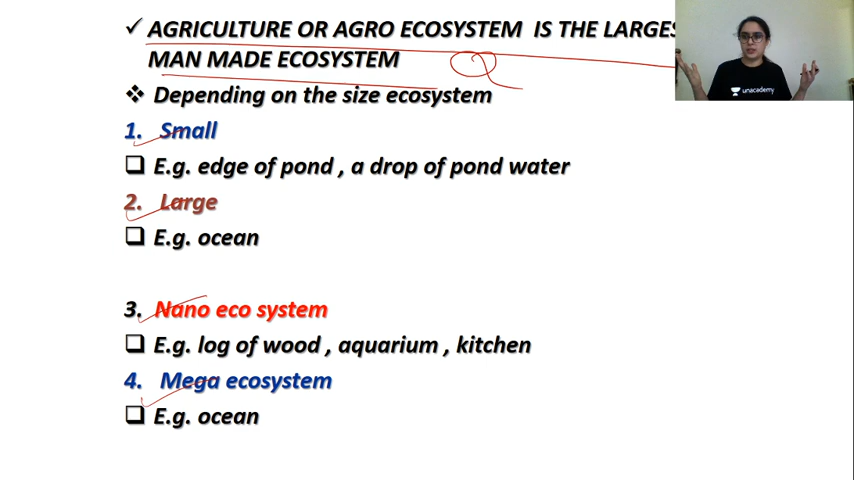 ✓ AGRICULTURE OR AGRO ECOSYSTEM IS THE LARGES
MAN MADE ECOSYSTEM
❖ Depending on the size ecosystem
1. Small
❑ E.g. edge of pond , a drop of pond water
2. Large
❑ E.g. ocean
3. Nano eco system
❑ E.g. log of wood , aquarium , kitchen
4. Mega ecosystem
❑ E.g. ocean
unacademy